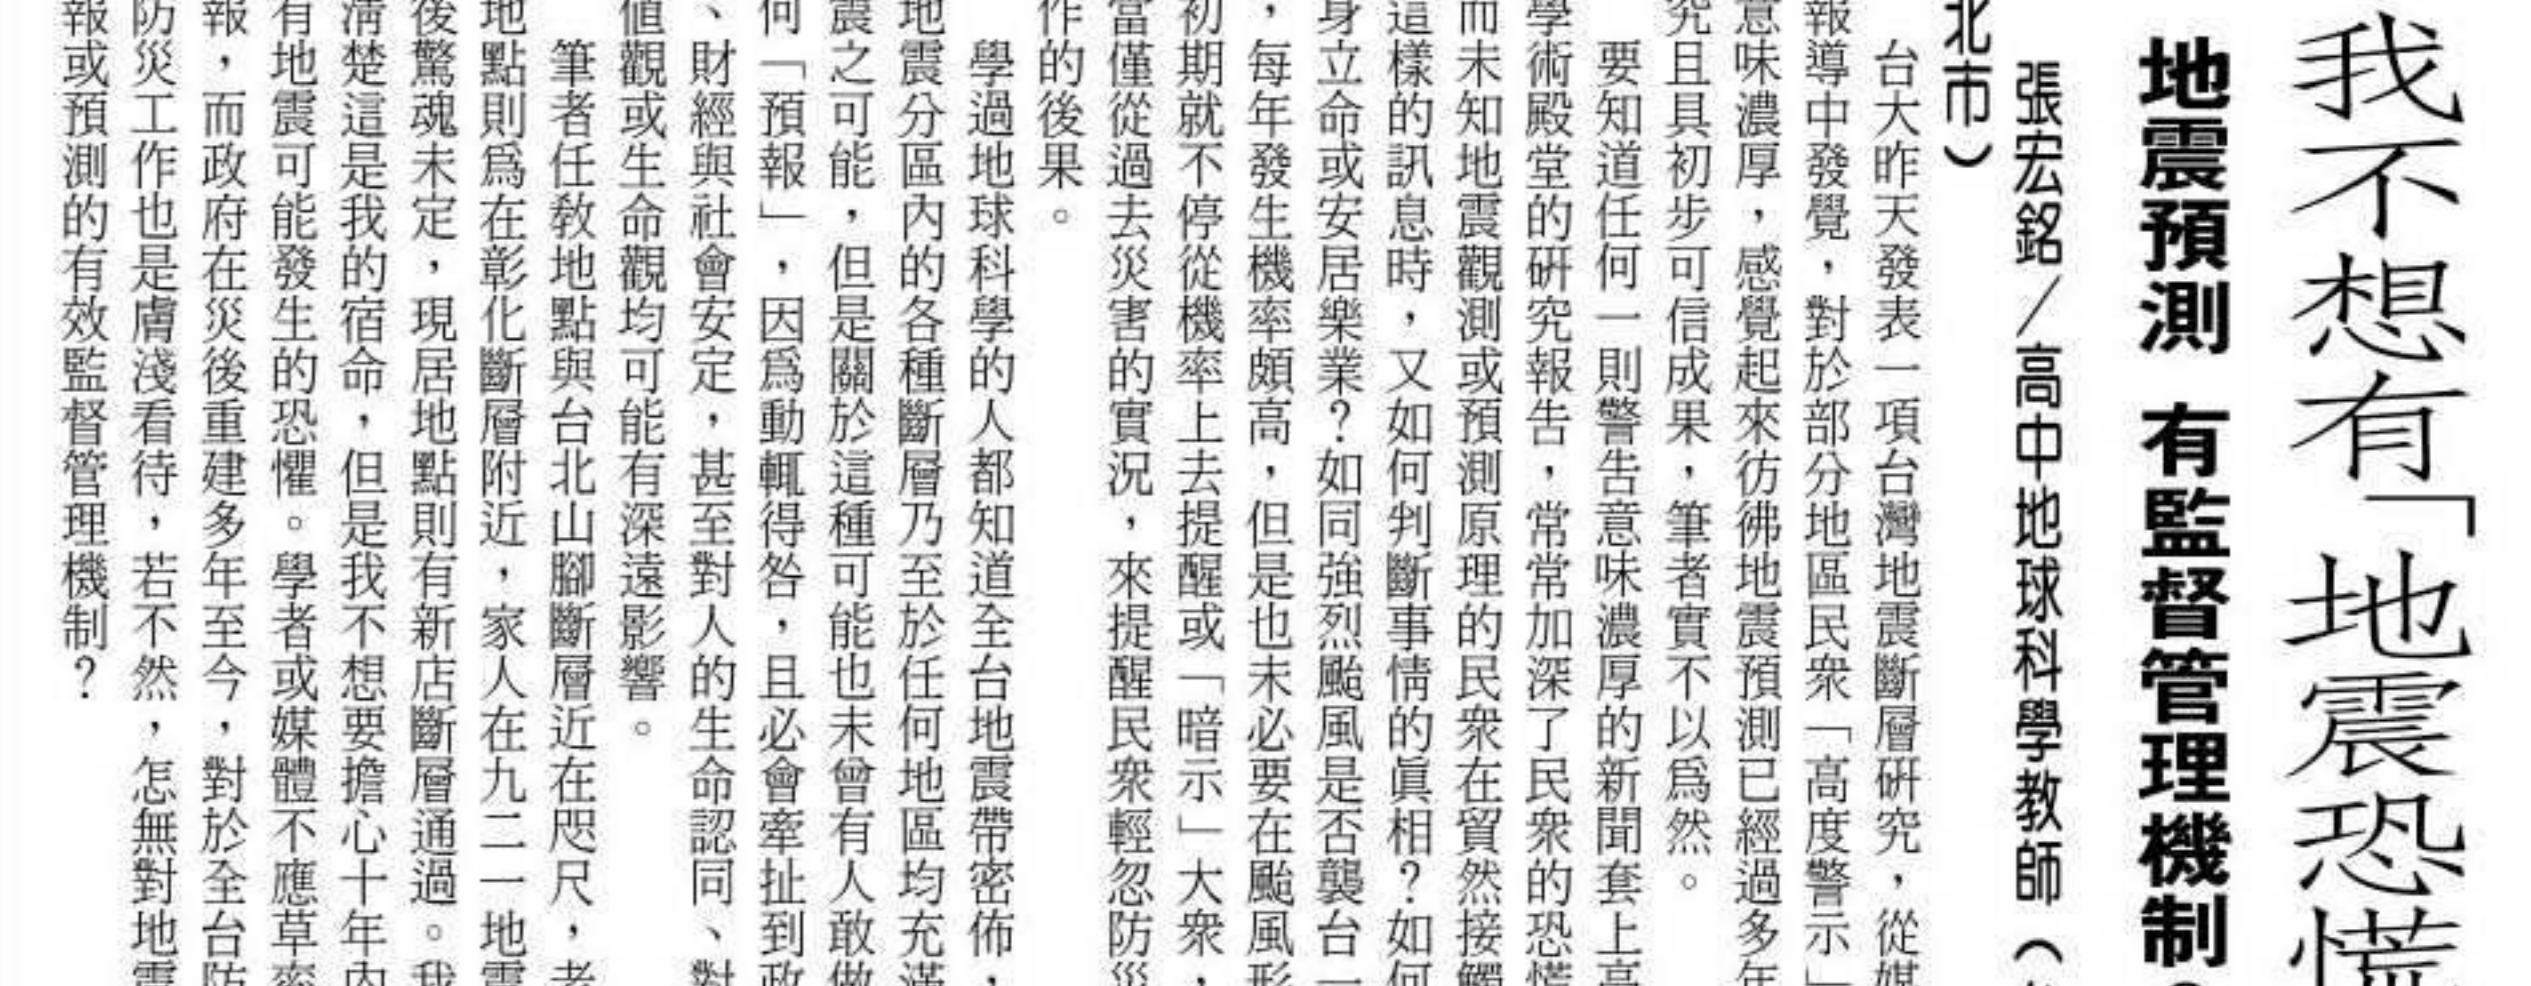 我不想有「地震恐慌
地震預測 有監督管理機制
張宏銘/高中地球科學教師(
北市)
台大昨天發表一項台灣地震斷層研究,從媒
報導中發覺,對於部分地區民眾「高度警示」
意味濃厚,感覺起來彷彿地震預測已經過多年
究且具初步可信成果,筆者實不以為然。
要知道任何一則警告意味濃厚的新聞套上高
學術殿堂的研究報告,常常加深了民眾的恐慌
而未知地震觀測或預測原理的民眾在貿然接觸
這樣的訊息時,又如何判斷事情的真相?如何
身立命或安居樂業?如同強烈颱風是否襲台一
,每年發生機率頗高,但是也未必要在颱風形
初期就不停從機率上去提醒或「暗示」大眾,
當僅從過去災害的實況,來提醒民眾輕忽防災
作的後果。
學過地球科學的人都知道全台地震帶密佈,
地震分區內的各種斷層乃至於任何地區均充滿
震之可能,但是關於這種可能也未曾有人敢做
何「預報」,因為動輒得咎,且必會牽扯到政
、財經與社會安定,甚至對人的生命認同、對
值觀或生命觀均可能有深遠影響。
筆者任教地點與台北山腳斷層近在咫尺,老
地點則為在彰化斷層附近,家人在九二一地震
後驚魂未定,現居地點則有新店斷層通過。我
清楚這是我的宿命,但是我不想要擔心十年內
有地震可能發生的恐懼。學者或媒體不應草率
報,而政府在災後重建多年至今,對於全台防
防災工作也是膚淺看待,若不然,怎無對地震
報或預測的有效監督管理機制?